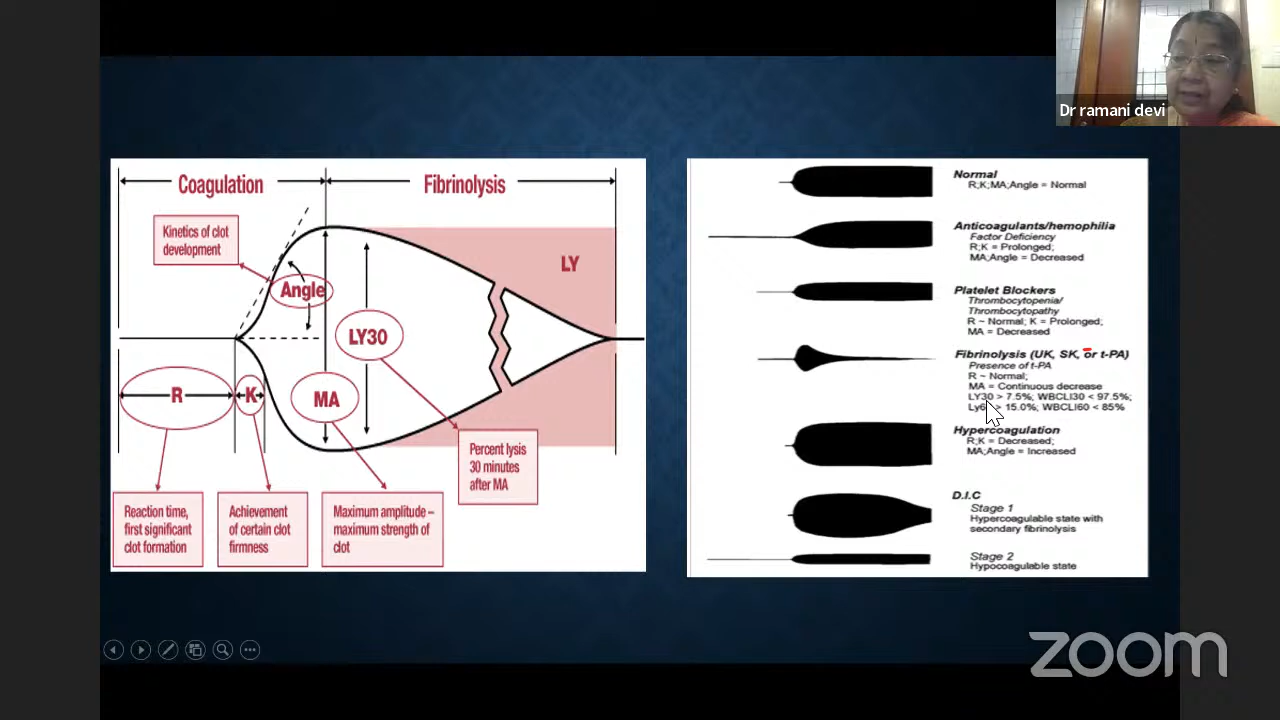 Dr ramani devi
Coagulation
Fibrinolysis
Kinetics of clot
development
LY
Angle
LY30
R
K
MA
Percent lysis
30 minutes
after MA
Reaction time,
first significant
clot formation
Achievement
of certain clot
firmness
Maximum amplitude –
maximum strength of
clot
Normal
R;K;MA;Angle = Normal
Anticoagulants/hemophilia
Factor Deficiency
R;K = Prolonged;
MA;Angle = Decreased
Platelet Blockers
Thrombocytopenia/
Thrombocytopathy
R ~ Normal; K = Prolonged;
MA = Decreased
Fibrinolysis (UK, SK, or t-PA)
Presence of t-PA
R ~ Normal;
MA = Continuous decrease
LY30 > 7.5%; WBCLI30 < 97.5%;
> 15.0%; WBCLI60 < 85%
Hypercoagulation
R;K = Decreased;
MA;Angle = Increased
D.I.C
Stage 1
Hypercoagulable state with
secondary fibrinolysis
Stage 2
Hypocoagulable state
zoom